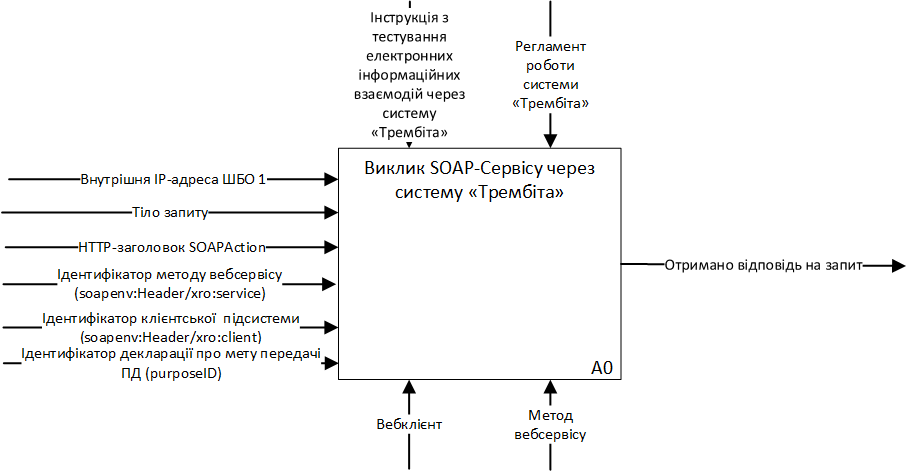 Інструкція з
тестування
електронних
інформаційних
взаємодій через
систему
«Трембіта»
Регламент
роботи
системи
«Трембіта»
Виклик SOAP-Сервісу через
систему «Трембіта»
Внутрішня IP-адреса ШБО 1
Тіло запиту
HTTP-заголовок SOAPAction
Ідентифікатор методу вебсервісу
(soapenv:Header/xro:service)
Ідентифікатор клієнтської підсистеми
(soapenv:Header/xro:client)
Ідентифікатор декларації про мету передачі
ПД (purposeID)
Отримано відповідь на запит
A0
Вебклієнт
Метод
вебсервісу